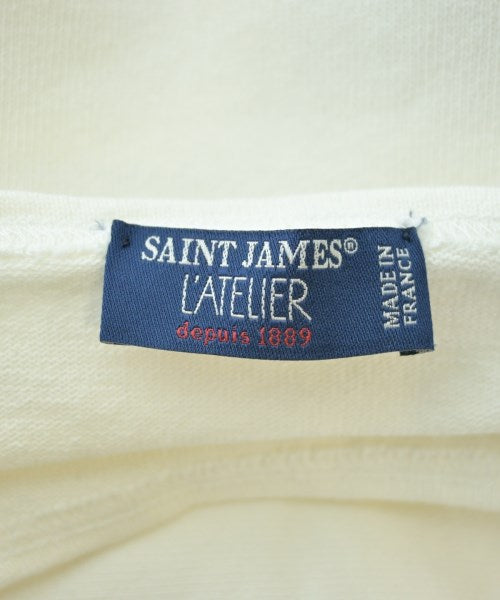 SAINT JAMES®
L'ATELIER
depuis 1889
MADE IN
FRANCE